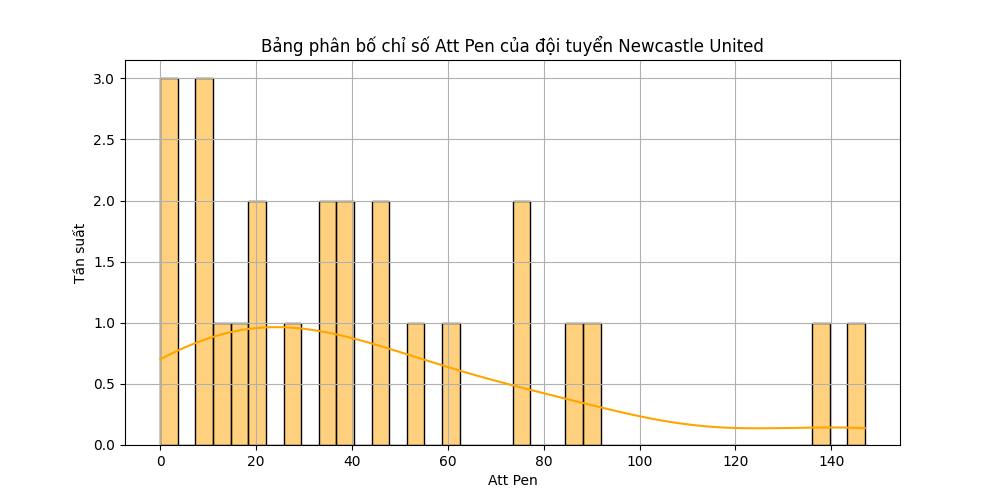 Bảng phân bố chỉ số Att Pen của đội tuyển Newcastle United
3.0
2.5
2.0
1.5
1.0
0.5
0.0
Tần suất
0 20 40 60 80 100 120 140
Att Pen